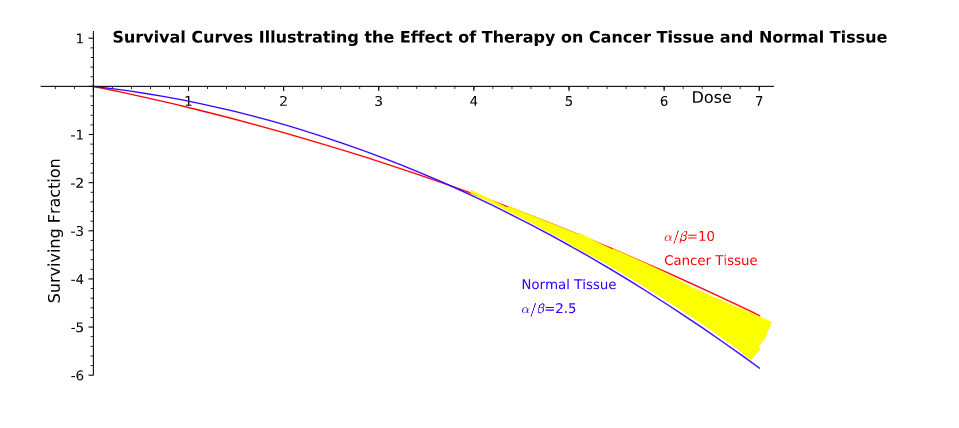 Survival Curves Illustrating the Effect of Therapy on Cancer Tissue and Normal Tissue
1
1 2 3 4 5 6 7
Dose
-1
-2
-3
-4
-5
-6
Surviving Fraction
α/β=10
Cancer Tissue
Normal Tissue
α/β=2.5